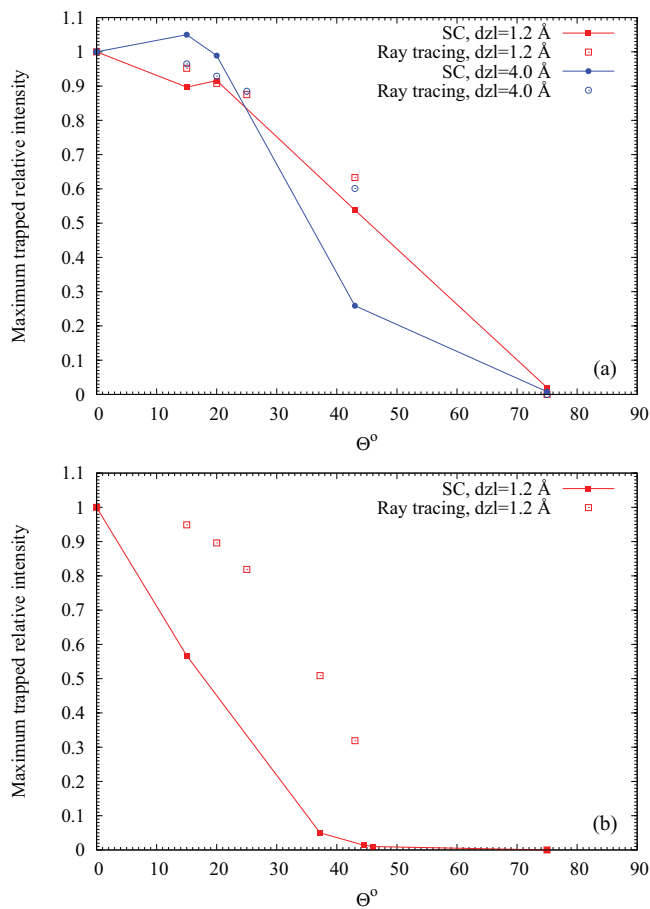 1.1
1
0.9
0.8
0.7
0.6
0.5
0.4
0.3
0.2
0.1
0
Maximum trapped relative intensity
SC, dzl=1.2 Å
Ray tracing, dzl=1.2 Å
SC, dzl=4.0 Å
Ray tracing, dzl=4.0 Å
(a)
0 10 20 30 40 50 60 70 80 90
Θ°
1.1
1
0.9
0.8
0.7
0.6
0.5
0.4
0.3
0.2
0.1
0
Maximum trapped relative intensity
SC, dzl=1.2 Å
Ray tracing, dzl=1.2 Å
(b)
0 10 20 30 40 50 60 70 80 90
Θ°